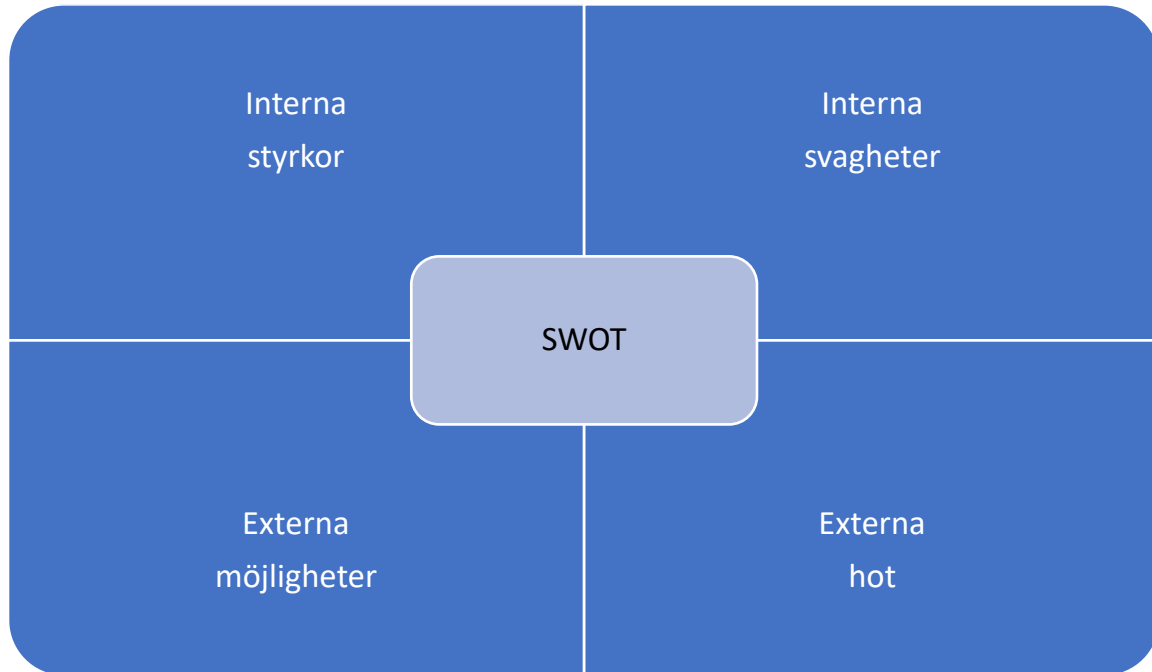 Interna
styrkor
Interna
svagheter
SWOT
Externa
möjligheter
Externa
hot